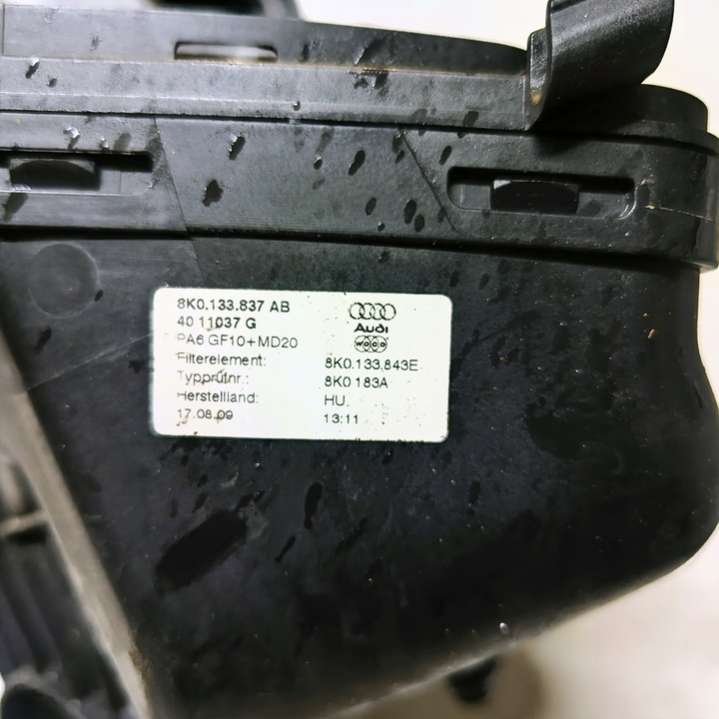 8K0.133.837 AB
40 11037 G
Audi
PA6 GF10+MD20
Filterelement: 8K0.133.843E
Typprüfnr.: 8K0 183A
Herstelland: HU.
17.08.09 13:11